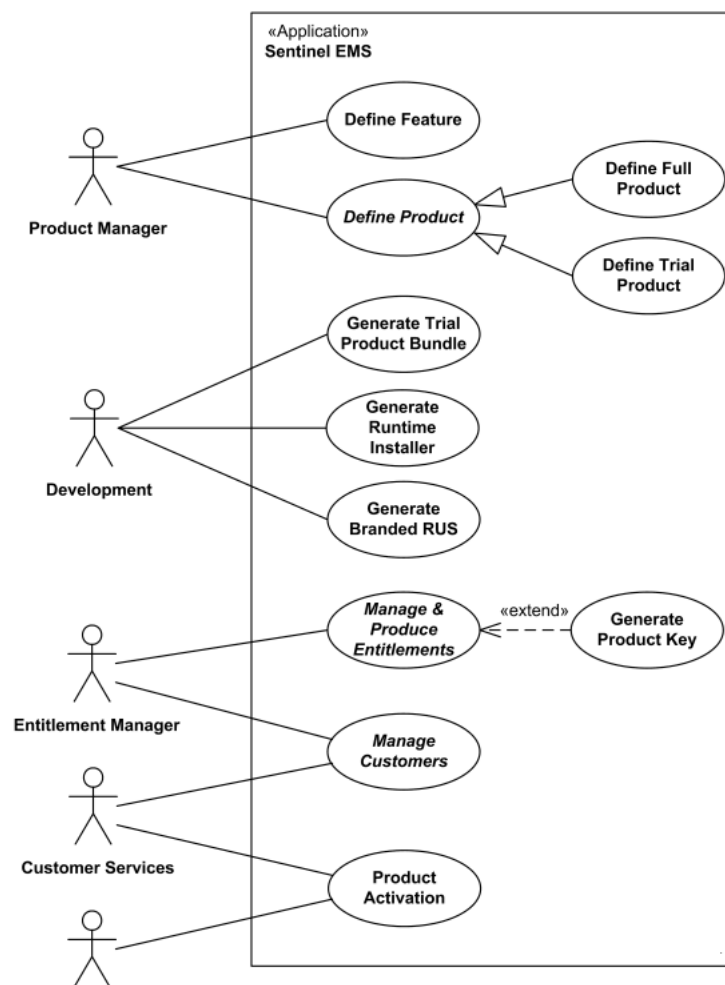 «Application»
Sentinel EMS
Define Feature
Define Full
Product
Product Manager
Define Product
Define Trial
Product
Generate Trial
Product Bundle
Generate
Runtime
Installer
Development
Generate
Branded RUS
Manage &
Produce
Entitlements
«extend»
Generate
Product Key
Entitlement Manager
Manage
Customers
Customer Services
Product
Activation